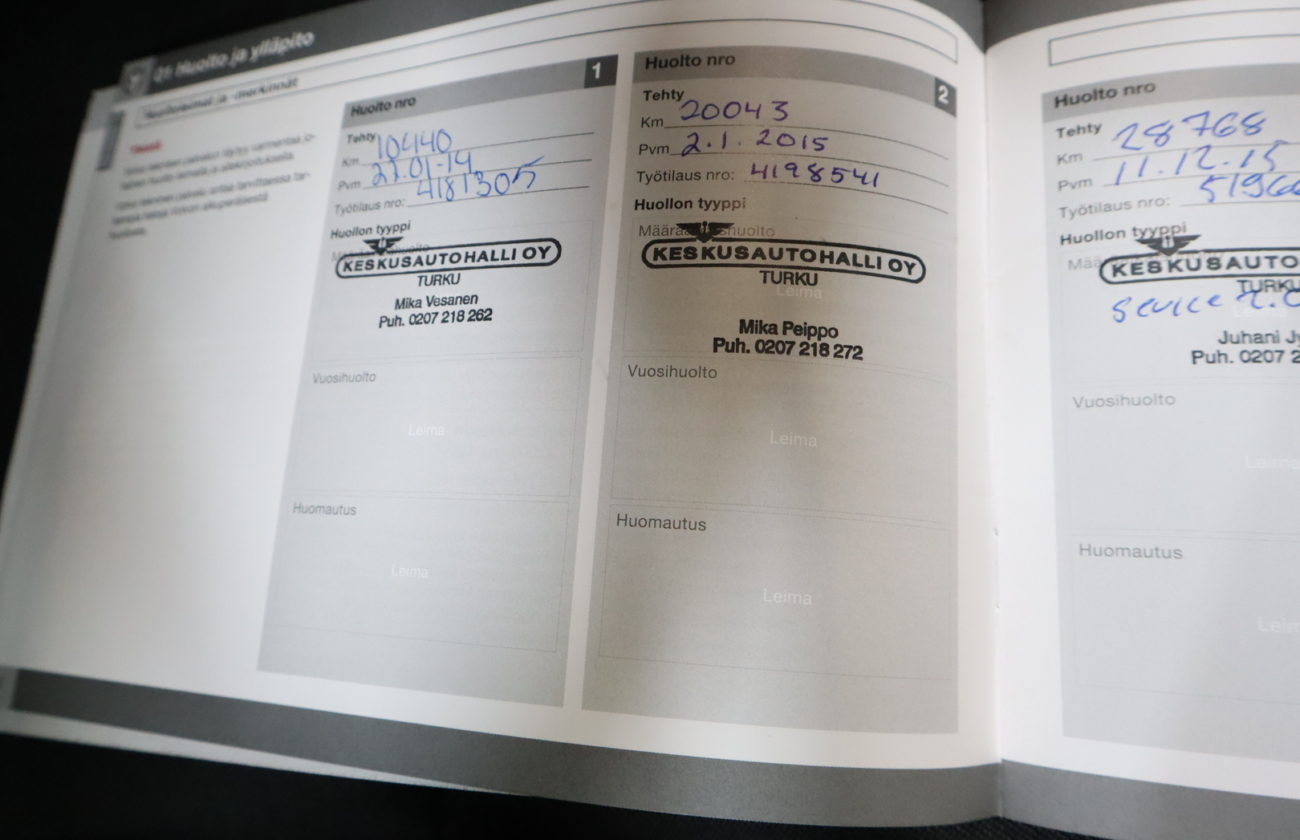 01 Huolto ja ylläpito
Huolto nro 1
Tehty
Km 10440
Pvm 27.01-14
Työtilaus nro: 4181305
Huollon tyyppi
KESKUSAUTOHALLI OY
TURKU
Mika Vesanen
Puh. 0207 218 262
Vuosihuolto
Leima
Huomautus
Leima
Huolto nro 2
Tehty
Km 20043
Pvm 2.1.2015
Työtilaus nro: 4198541
Huollon tyyppi
KESKUSAUTOHALLI OY
TURKU
Leima
Mika Peippo
Puh. 0207 218 272
Vuosihuolto
Leima
Huomautus
Leima
Huolto nro
Tehty
Km 28768
Pvm 11.12.15
Työtilaus nro:
Huollon tyyppi
KESKUSAUTO
TURKU
Juhani
Puh. 0207 2
Vuosihuolto
Leima
Huomautus
Leim